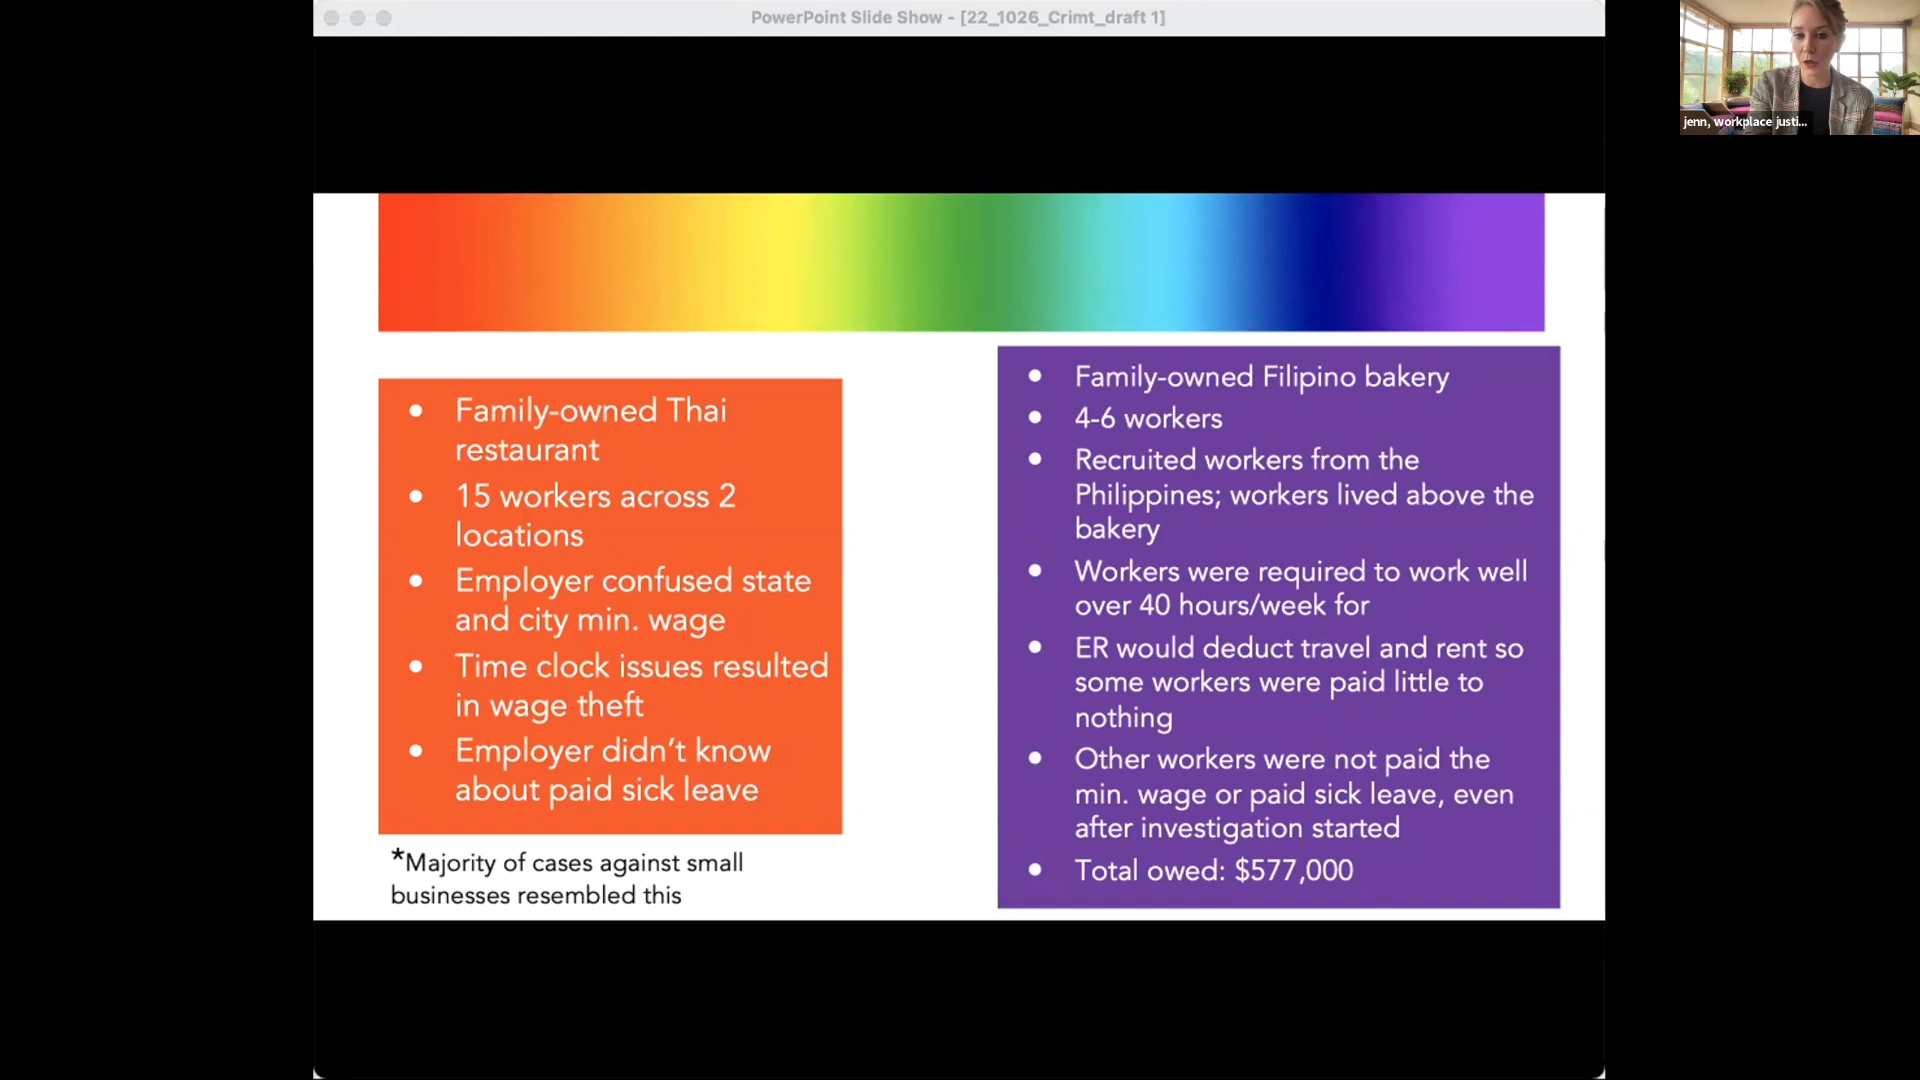 PowerPoint Slide Show - [22_1026_Crimt_draft 1]
jenn, workplace justi...
• Family-owned Thai
restaurant
• 15 workers across 2
locations
• Employer confused state
and city min. wage
• Time clock issues resulted
in wage theft
• Employer didn’t know
about paid sick leave
*Majority of cases against small
businesses resembled this
• Family-owned Filipino bakery
• 4-6 workers
• Recruited workers from the
Philippines; workers lived above the
bakery
• Workers were required to work well
over 40 hours/week for
• ER would deduct travel and rent so
some workers were paid little to
nothing
• Other workers were not paid the
min. wage or paid sick leave, even
after investigation started
• Total owed: $577,000